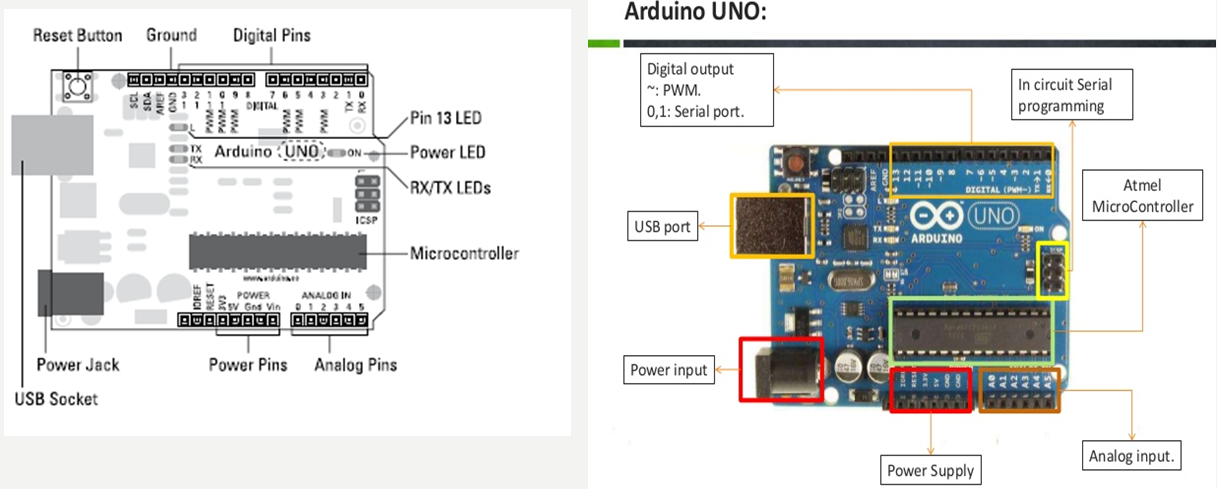 Reset Button
Ground
Digital Pins
SCL
SDA
AREF
GND
13
12
11 PWM
10 PWM
9 PWM
8
DIGITAL
7
6 PWM
5 PWM
4
3 PWM
2
1 TX
0 RX
L
TX
RX
Arduino UNO
ON
Pin 13 LED
Power LED
RX/TX LEDs
1
ICSP
Microcontroller
IOREF
RESET
3V3
5V
POWER
Gnd
Vin
ANALOG IN
0 1 2 3 4 5
Power Jack
Power Pins
Analog Pins
USB Socket
Arduino UNO:
Digital output
~: PWM.
0,1: Serial port.
In circuit Serial
programming
Atmel
MicroController
USB port
Power input
Power Supply
Analog input.
AREF
GND
13
12
~11
~10
~9
8
7
~6
~5
4
~3
2
TX→1
RX←0
DIGITAL (PWM~)
L
TX
RX
ARDUINO
UNO
ON
ICSP
RESET
3.3V
5V
GND
GND
A0
A1
A2
A3
A4
A5